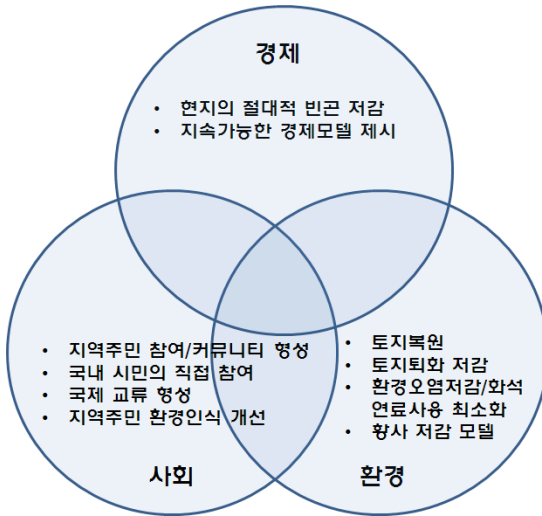 경제
• 현지의 절대적 빈곤 저감
• 지속가능한 경제모델 제시
• 지역주민 참여/커뮤니티 형성
• 국내 시민의 직접 참여
• 국제 교류 형성
• 지역주민 환경인식 개선
사회
• 토지복원
• 토지퇴화 저감
• 환경오염저감/화석
연료사용 최소화
• 황사 저감 모델
환경